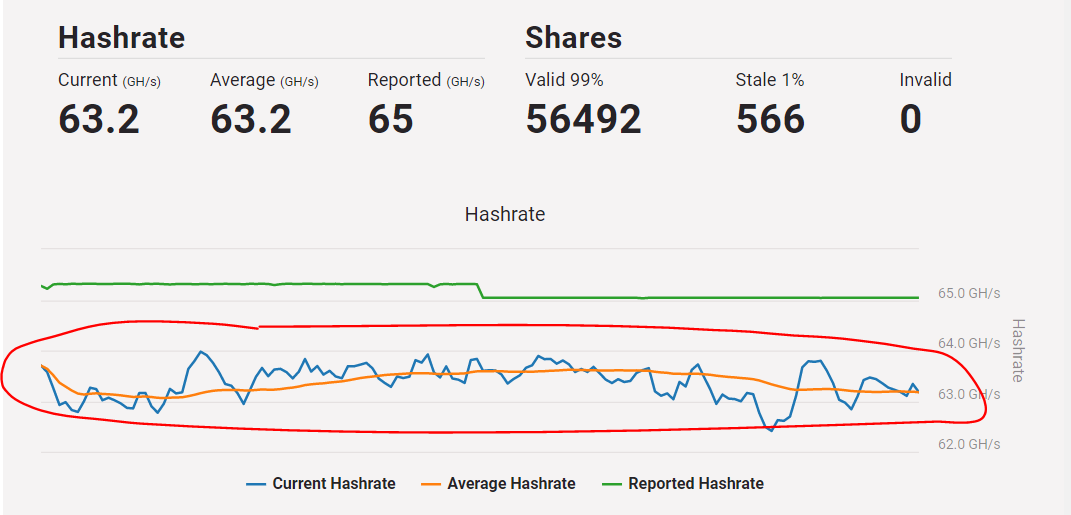 Hashrate
Shares
Current (GH/s) Average (GH/s) Reported (GH/s) Valid 99% Stale 1% Invalid
63.2 63.2 65 56492 566 0
Hashrate
65.0 GH/s
64.0 GH/s
63.0 GH/s
62.0 GH/s
Hashrate
Current Hashrate Average Hashrate Reported Hashrate